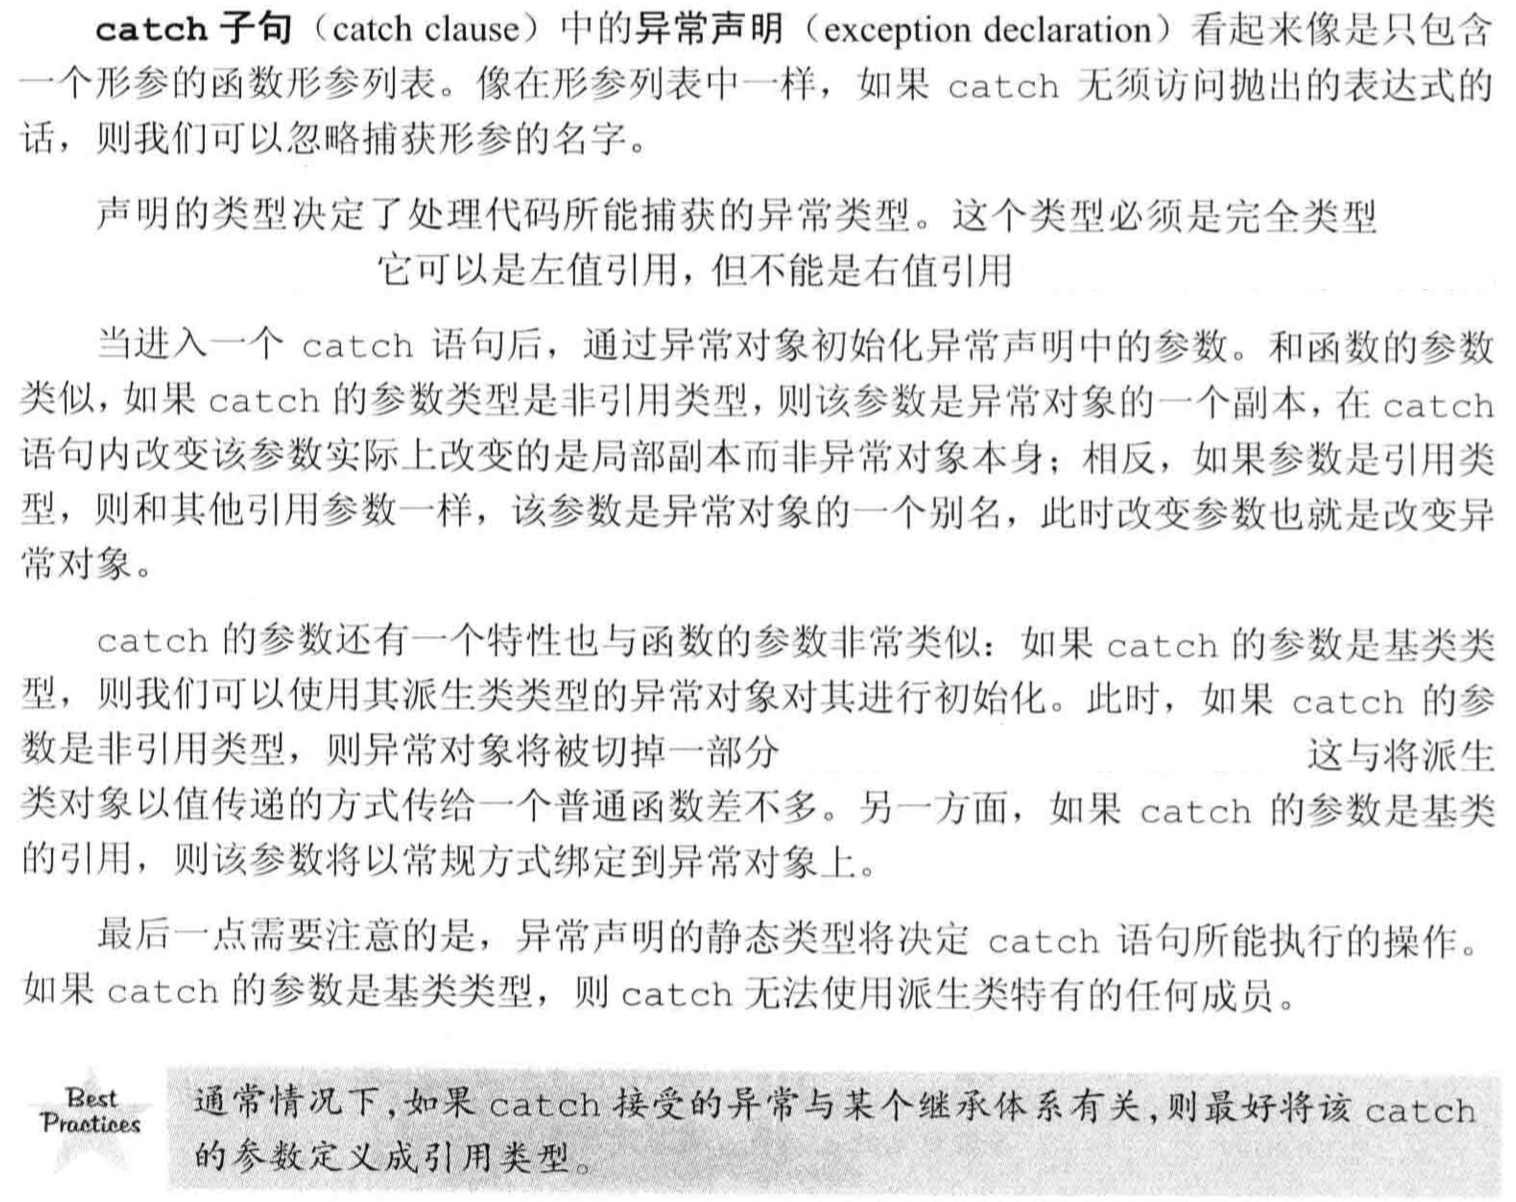 catch 子句（catch clause）中的异常声明（exception declaration）看起来像是只包含
一个形参的函数形参列表。像在形参列表中一样，如果 catch 无须访问抛出的表达式的
话，则我们可以忽略捕获形参的名字。
声明的类型决定了处理代码所能捕获的异常类型。这个类型必须是完全类型
它可以是左值引用，但不能是右值引用
当进入一个 catch 语句后，通过异常对象初始化异常声明中的参数。和函数的参数
类似，如果 catch 的参数类型是非引用类型，则该参数是异常对象的一个副本，在 catch
语句内改变该参数实际上改变的是局部副本而非异常对象本身；相反，如果参数是引用类
型，则和其他引用参数一样，该参数是异常对象的一个别名，此时改变参数也就是改变异
常对象。
catch 的参数还有一个特性也与函数的参数非常类似：如果 catch 的参数是基类类
型，则我们可以使用其派生类类型的异常对象对其进行初始化。此时，如果 catch 的参
数是非引用类型，则异常对象将被切掉一部分 这与将派生
类对象以值传递的方式传给一个普通函数差不多。另一方面，如果 catch 的参数是基类
的引用，则该参数将以常规方式绑定到异常对象上。
最后一点需要注意的是，异常声明的静态类型将决定 catch 语句所能执行的操作。
如果 catch 的参数是基类类型，则 catch 无法使用派生类特有的任何成员。
Best
Practices
通常情况下，如果 catch 接受的异常与某个继承体系有关，则最好将该 catch
的参数定义成引用类型。